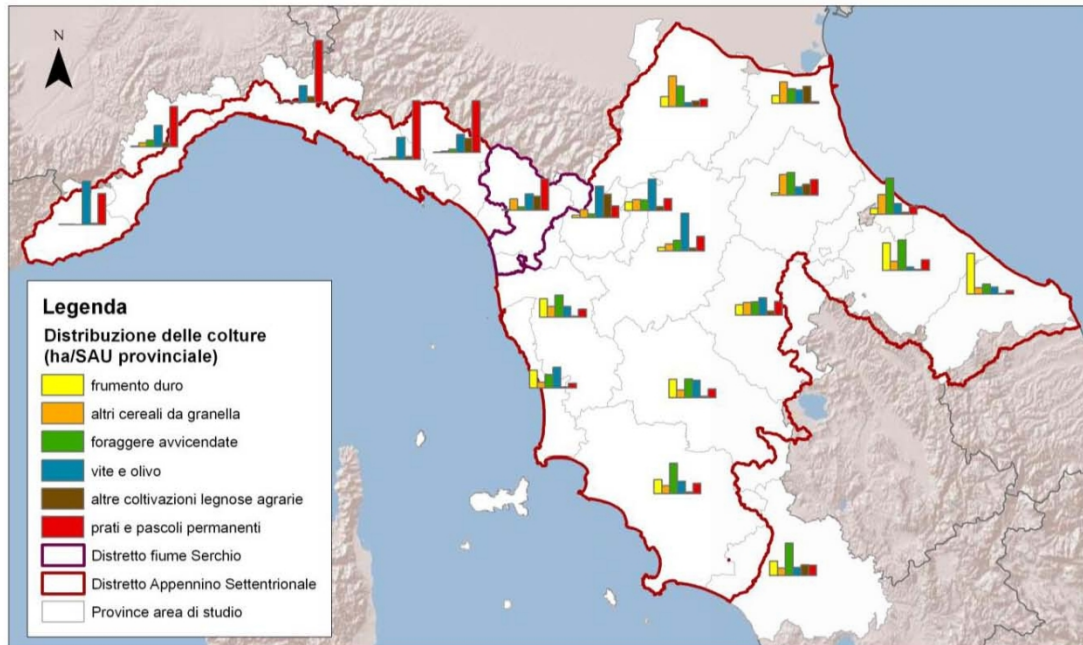 N
Legenda
Distribuzione delle colture
(ha/SAU provinciale)
frumento duro
altri cereali da granella
foraggere avvicendate
vite e olivo
altre coltivazioni legnose agrarie
prati e pascoli permanenti
Distretto fiume Serchio
Distretto Appennino Settentrionale
Province area di studio